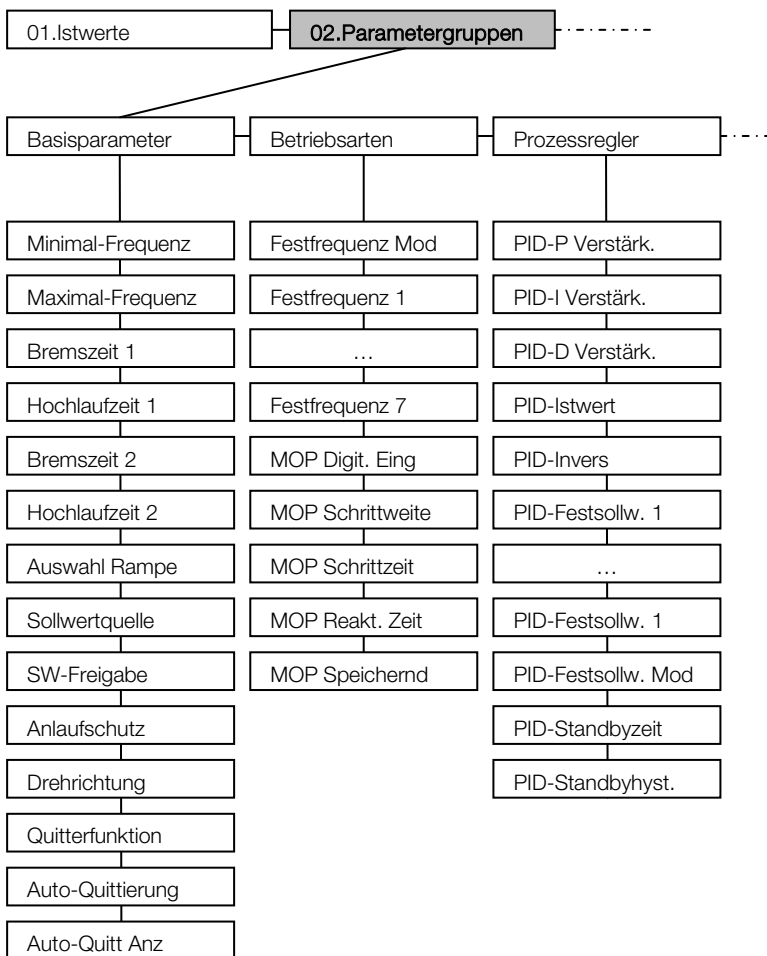 01.Istwerte
02.Parametergruppen
Basisparameter
Betriebsarten
Prozessregler
Minimal-Frequenz
Maximal-Frequenz
Bremszeit 1
Hochlaufzeit 1
Bremszeit 2
Hochlaufzeit 2
Auswahl Rampe
Sollwertquelle
SW-Freigabe
Anlaufschutz
Drehrichtung
Quitterfunktion
Auto-Quittierung
Auto-Quitt Anz
Festfrequenz Mod
Festfrequenz 1
…
Festfrequenz 7
MOP Digit. Eing
MOP Schrittweite
MOP Schrittzeit
MOP Reakt. Zeit
MOP Speichernd
PID-P Verstärk.
PID-I Verstärk.
PID-D Verstärk.
PID-Istwert
PID-Invers
PID-Festsollw. 1
…
PID-Festsollw. 1
PID-Festsollw. Mod
PID-Standbyzeit
PID-Standbyhyst.